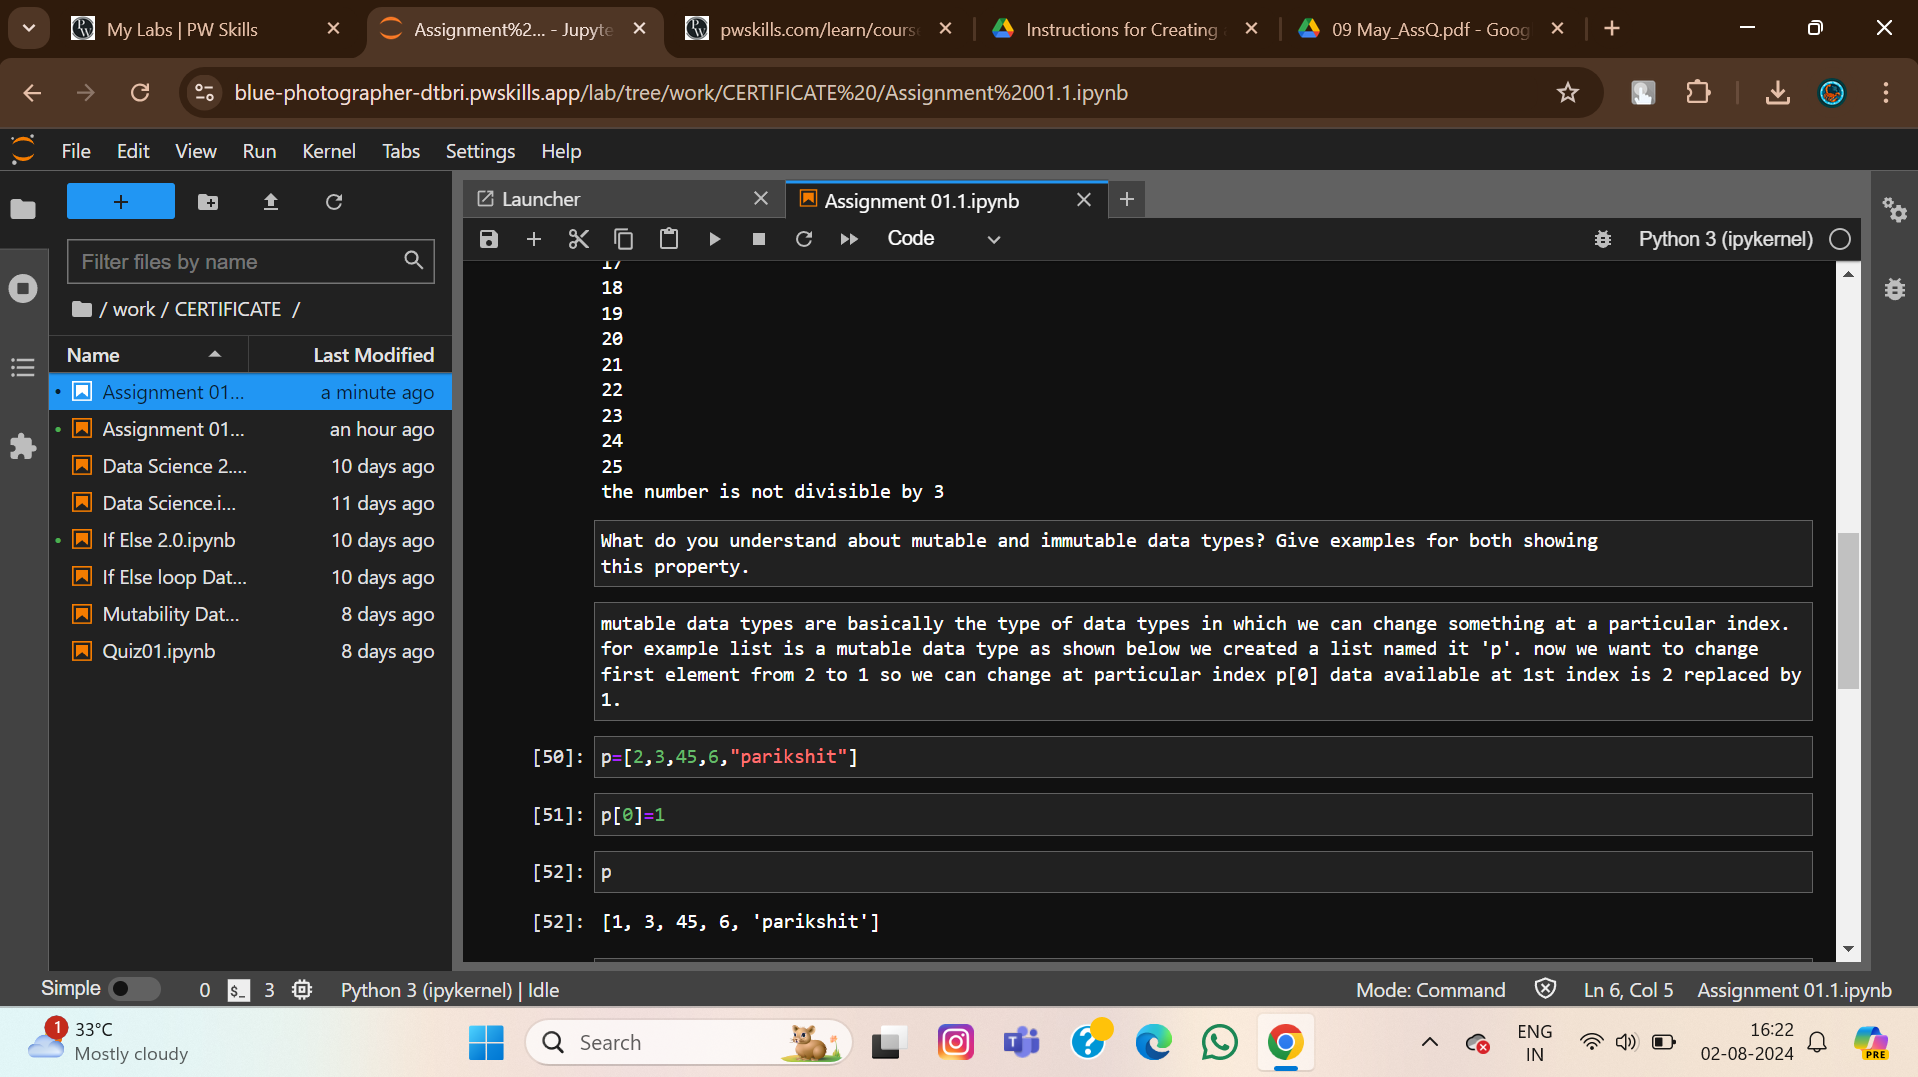 My Labs | PW Skills
Assignment%2... - Jupyte
pwskills.com/learn/cours
Instructions for Creating
09 May_AssQ.pdf - Goog
blue-photographer-dtbri.pwskills.app/lab/tree/work/CERTIFICATE%20/Assignment%2001.1.ipynb
File Edit View Run Kernel Tabs Settings Help
Filter files by name
/ work / CERTIFICATE /
Name Last Modified
Assignment 01... a minute ago
Assignment 01... an hour ago
Data Science 2.... 10 days ago
Data Science.i... 11 days ago
If Else 2.0.ipynb 10 days ago
If Else loop Dat... 10 days ago
Mutability Dat... 8 days ago
Quiz01.ipynb 8 days ago
Launcher
Assignment 01.1.ipynb
Code
Python 3 (ipykernel)
17
18
19
20
21
22
23
24
25
the number is not divisible by 3
What do you understand about mutable and immutable data types? Give examples for both showing
this property.
mutable data types are basically the type of data types in which we can change something at a particular index.
for example list is a mutable data type as shown below we created a list named it 'p'. now we want to change
first element from 2 to 1 so we can change at particular index p[0] data available at 1st index is 2 replaced by
1.
[50]: p=[2,3,45,6,"parikshit"]
[51]: p[0]=1
[52]: p
[52]: [1, 3, 45, 6, 'parikshit']
Simple 0 $_ 3 Python 3 (ipykernel) | Idle
Mode: Command Ln 6, Col 5 Assignment 01.1.ipynb
1 33°C
Mostly cloudy
Search
ENG
IN
16:22
02-08-2024
PRE